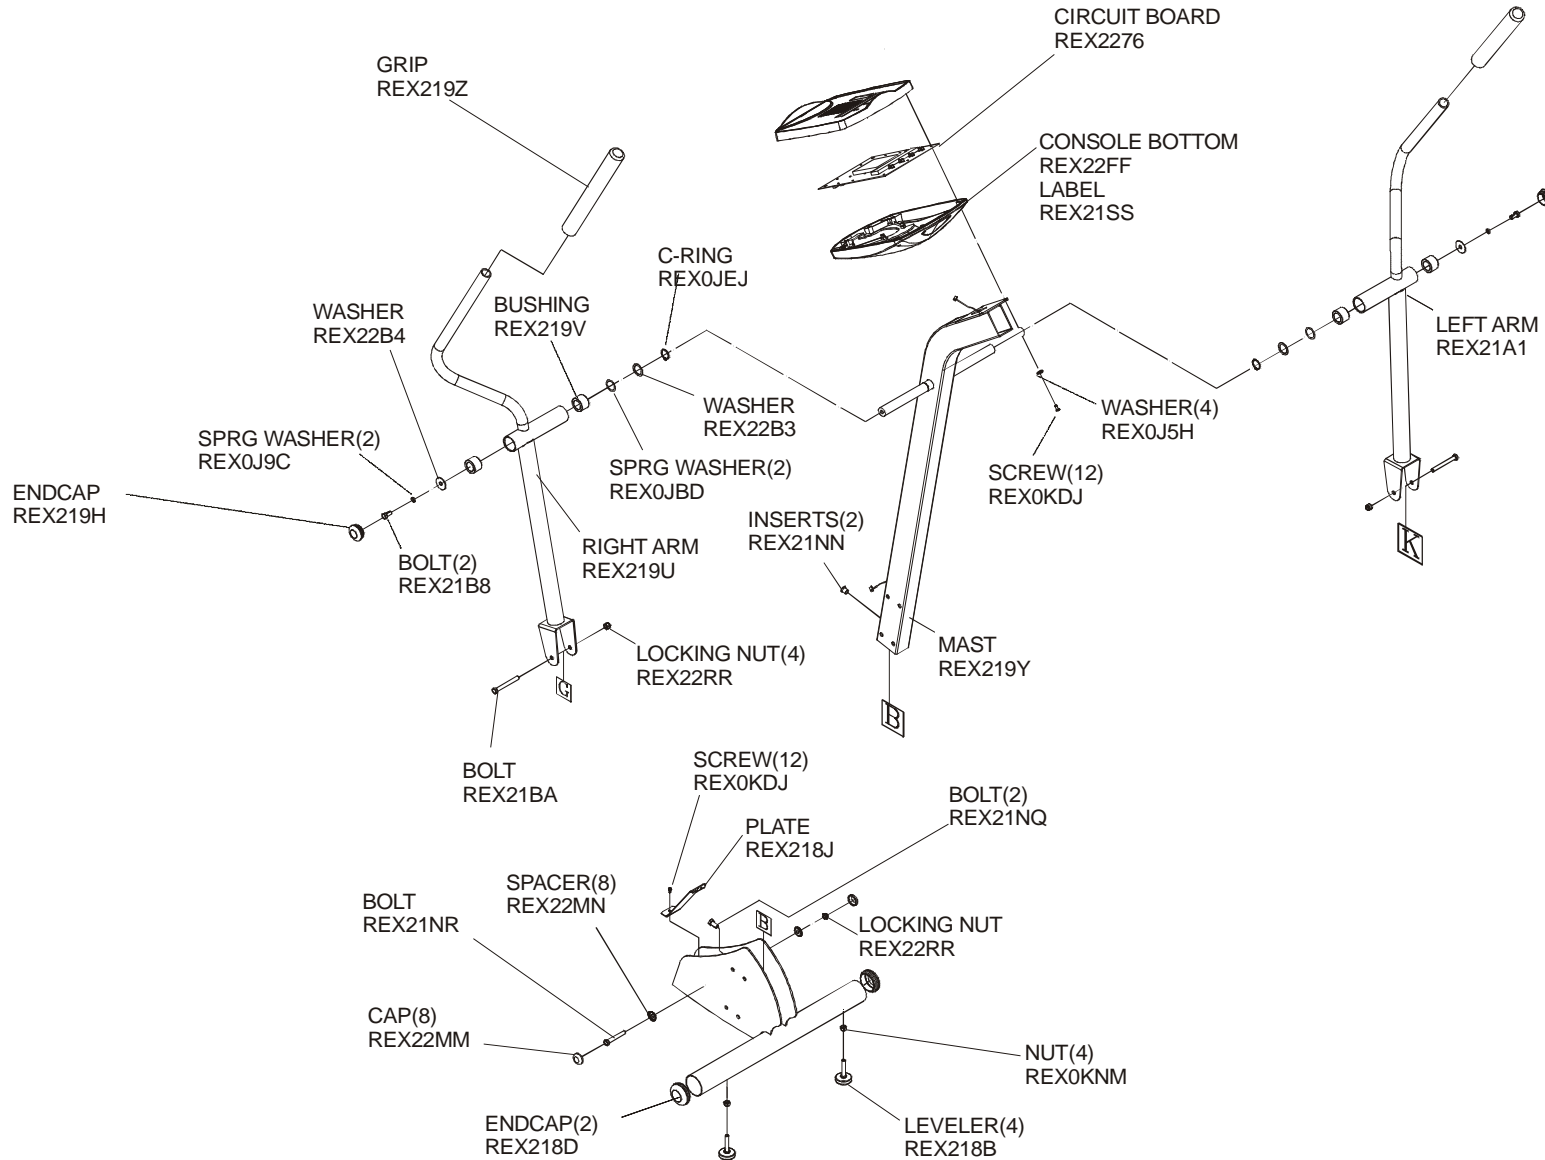 CIRCUIT BOARD
REX2276
GRIP
REX219Z
CONSOLE BOTTOM
REX22FF
LABEL
REX21SS
C-RING
REX0JEJ
WASHER
REX22B4
BUSHING
REX219V
LEFT ARM
REX21A1
WASHER
REX22B3
WASHER(4)
REX0J5H
SPRG WASHER(2)
REX0J9C
SPRG WASHER(2)
REX0JBD
SCREW(12)
REX0KDJ
ENDCAP
REX219H
INSERTS(2)
REX21NN
BOLT(2)
REX21B8
RIGHT ARM
REX219U
K
LOCKING NUT(4)
REX22RR
MAST
REX219Y
G
B
BOLT
REX21BA
SCREW(12)
REX0KDJ
BOLT(2)
REX21NQ
PLATE
REX218J
SPACER(8)
REX22MN
BOLT
REX21NR
B
LOCKING NUT
REX22RR
CAP(8)
REX22MM
NUT(4)
REX0KNM
ENDCAP(2)
REX218D
LEVELER(4)
REX218B